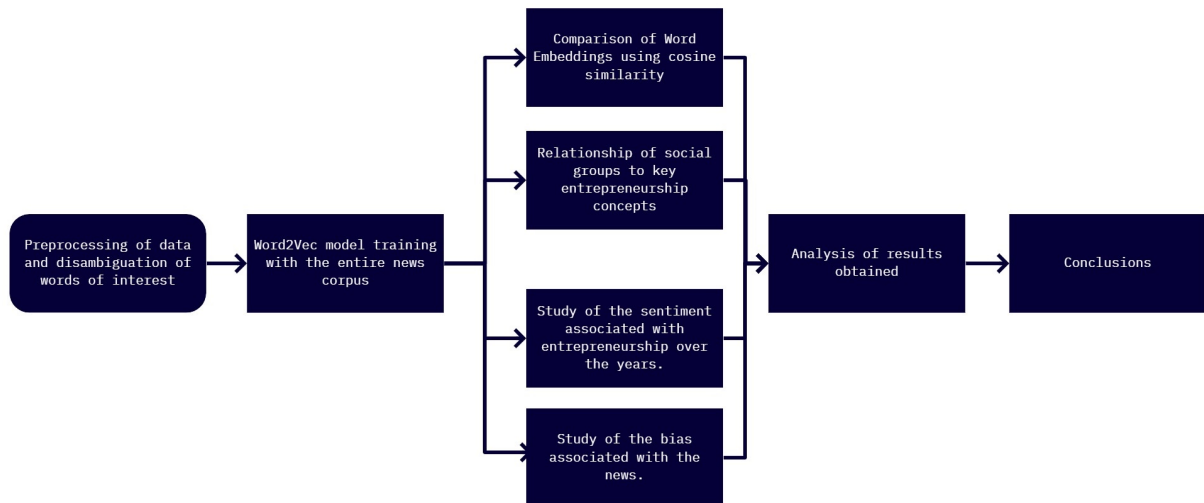 Preprocessing of data
and disambiguation of
words of interest
Word2Vec model training
with the entire news
corpus
Comparison of Word
Embeddings using cosine
similarity
Relationship of social
groups to key
entrepreneurship
concepts
Study of the sentiment
associated with
entrepreneurship over
the years.
Study of the bias
associated with the
news.
Analysis of results
obtained
Conclusions